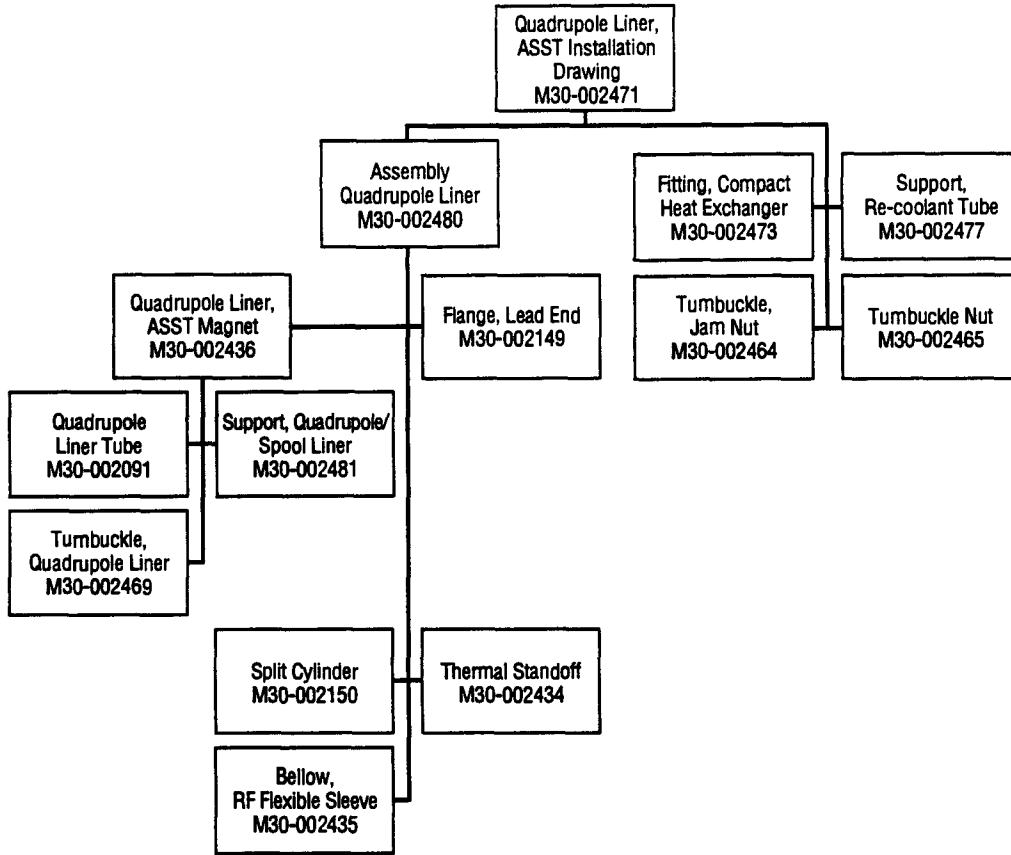 Quadrupole Liner,
ASST Installation
Drawing
M30-002471
Assembly
Quadrupole Liner
M30-002480
Fitting, Compact
Heat Exchanger
M30-002473
Support,
Re-coolant Tube
M30-002477
Quadrupole Liner,
ASST Magnet
M30-002436
Flange, Lead End
M30-002149
Turnbuckle,
Jam Nut
M30-002464
Turnbuckle Nut
M30-002465
Quadrupole
Liner Tube
M30-002091
Support, Quadrupole/
Spool Liner
M30-002481
Turnbuckle,
Quadrupole Liner
M30-002469
Split Cylinder
M30-002150
Thermal Standoff
M30-002434
Bellow,
RF Flexible Sleeve
M30-002435